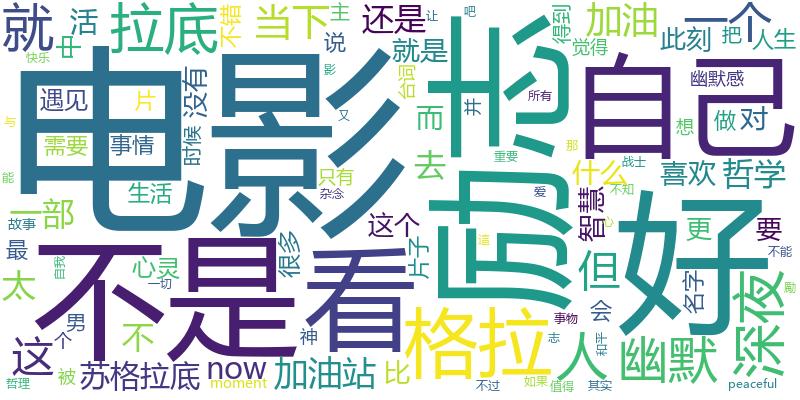 就
活
中
拉底
不错
当下
主
还是
得到
让
吧
加油
一个
此刻
把
人生
快乐
说
就是
觉得
电影
励志
自己
遇见
片
没有
影
台词
井
所有
幽默感
与
需要
事情
时候
又
而
想
做
对
能
生活
只有
杂念
去
重要
那
什么
战士
喜欢
哲学
一部
故事
这个
爱
智慧
不知
好
更
要
最
不是
看
很多
片子
逼
心
不能
太
自我
心灵
一切
但
名字
深夜
励
男
不
神
格拉
事物
会
这
个
志
和平
人
幽默
哲理
被
苏格拉底
now
moment
加油站
比
不过
如果
值得
其实
peaceful